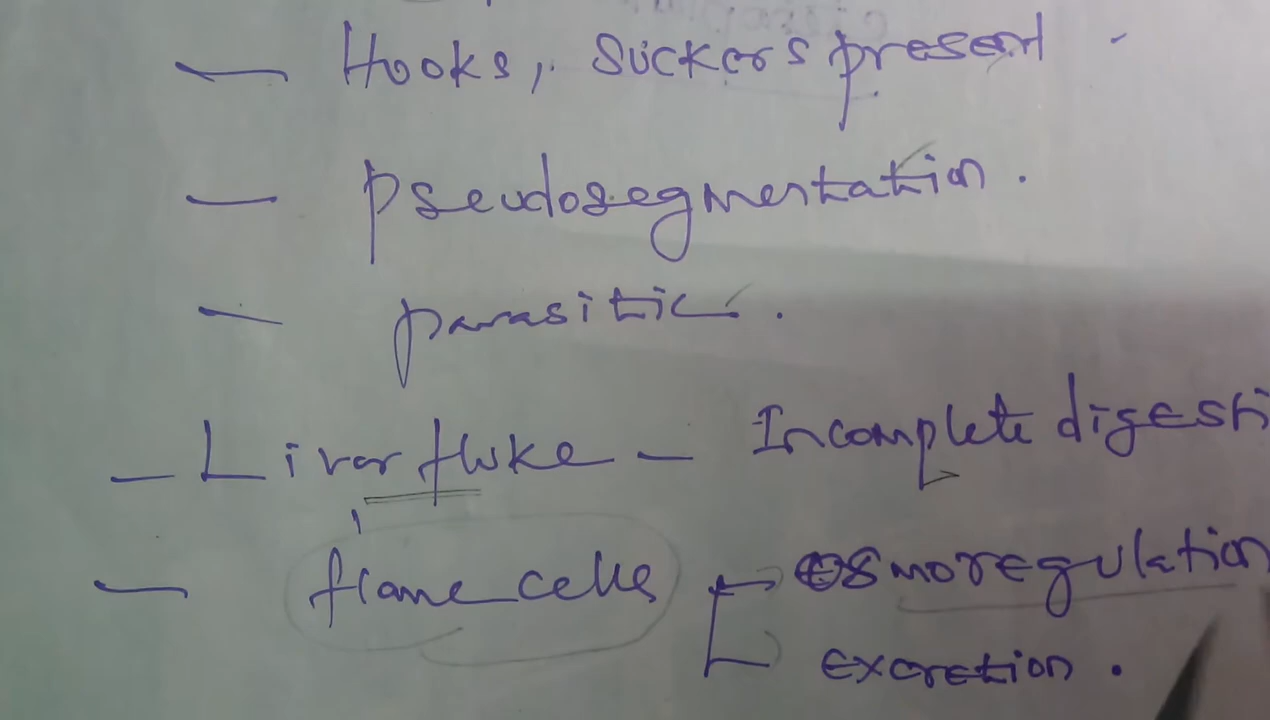 — Hooks, Suckers present -
— Pseudosegmentation.
— parasitic.
— Liver fluke — Incomplete digesti
— flame cells → osmoregulation
excretion.